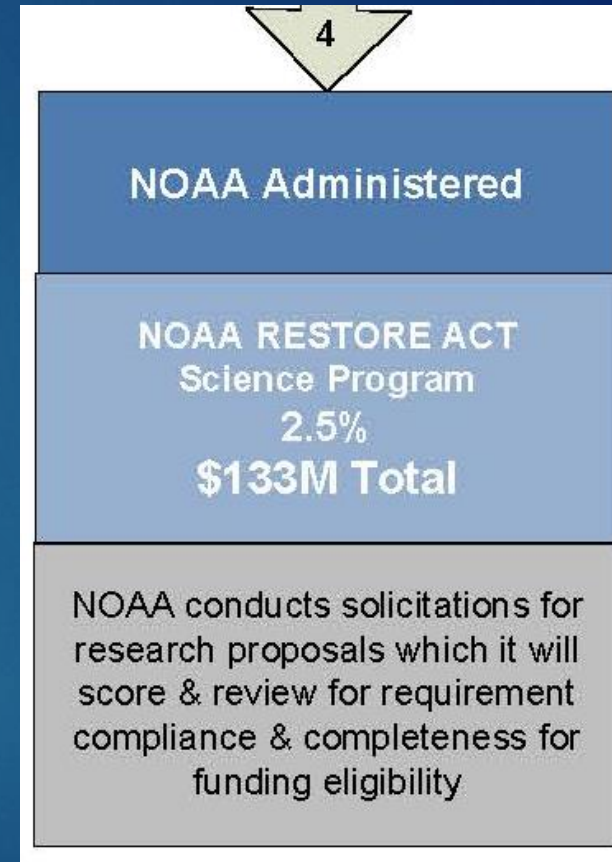 4
NOAA Administered
NOAA RESTORE ACT
Science Program
2.5%
$133M Total
NOAA conducts solicitations for
research proposals which it will
score & review for requirement
compliance & completeness for
funding eligibility